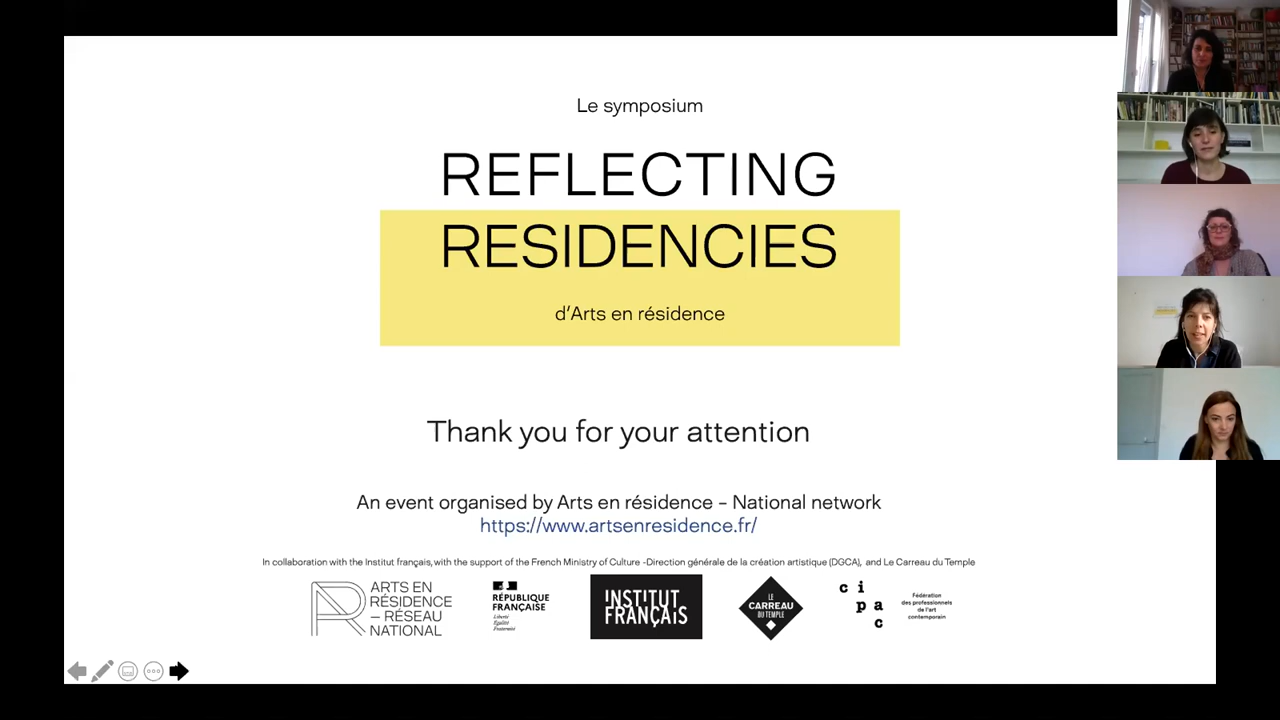 Le symposium
REFLECTING
RESIDENCIES
d'Arts en résidence
Thank you for your attention
An event organised by Arts en résidence – National network
https://www.artsenresidence.fr/
In collaboration with the Institut français, with the support of the French Ministry of Culture -Direction générale de la création artistique (DGCA), and Le Carreau du Temple
ARTS EN
RÉSIDENCE
– RÉSEAU
NATIONAL
RÉPUBLIQUE
FRANÇAISE
Liberté
Égalité
Fraternité
INSTITUT
FRANÇAIS
LE
CARREAU
DU TEMPLE
c i
p a
c
Fédération
des professionnels
de l'art
contemporain